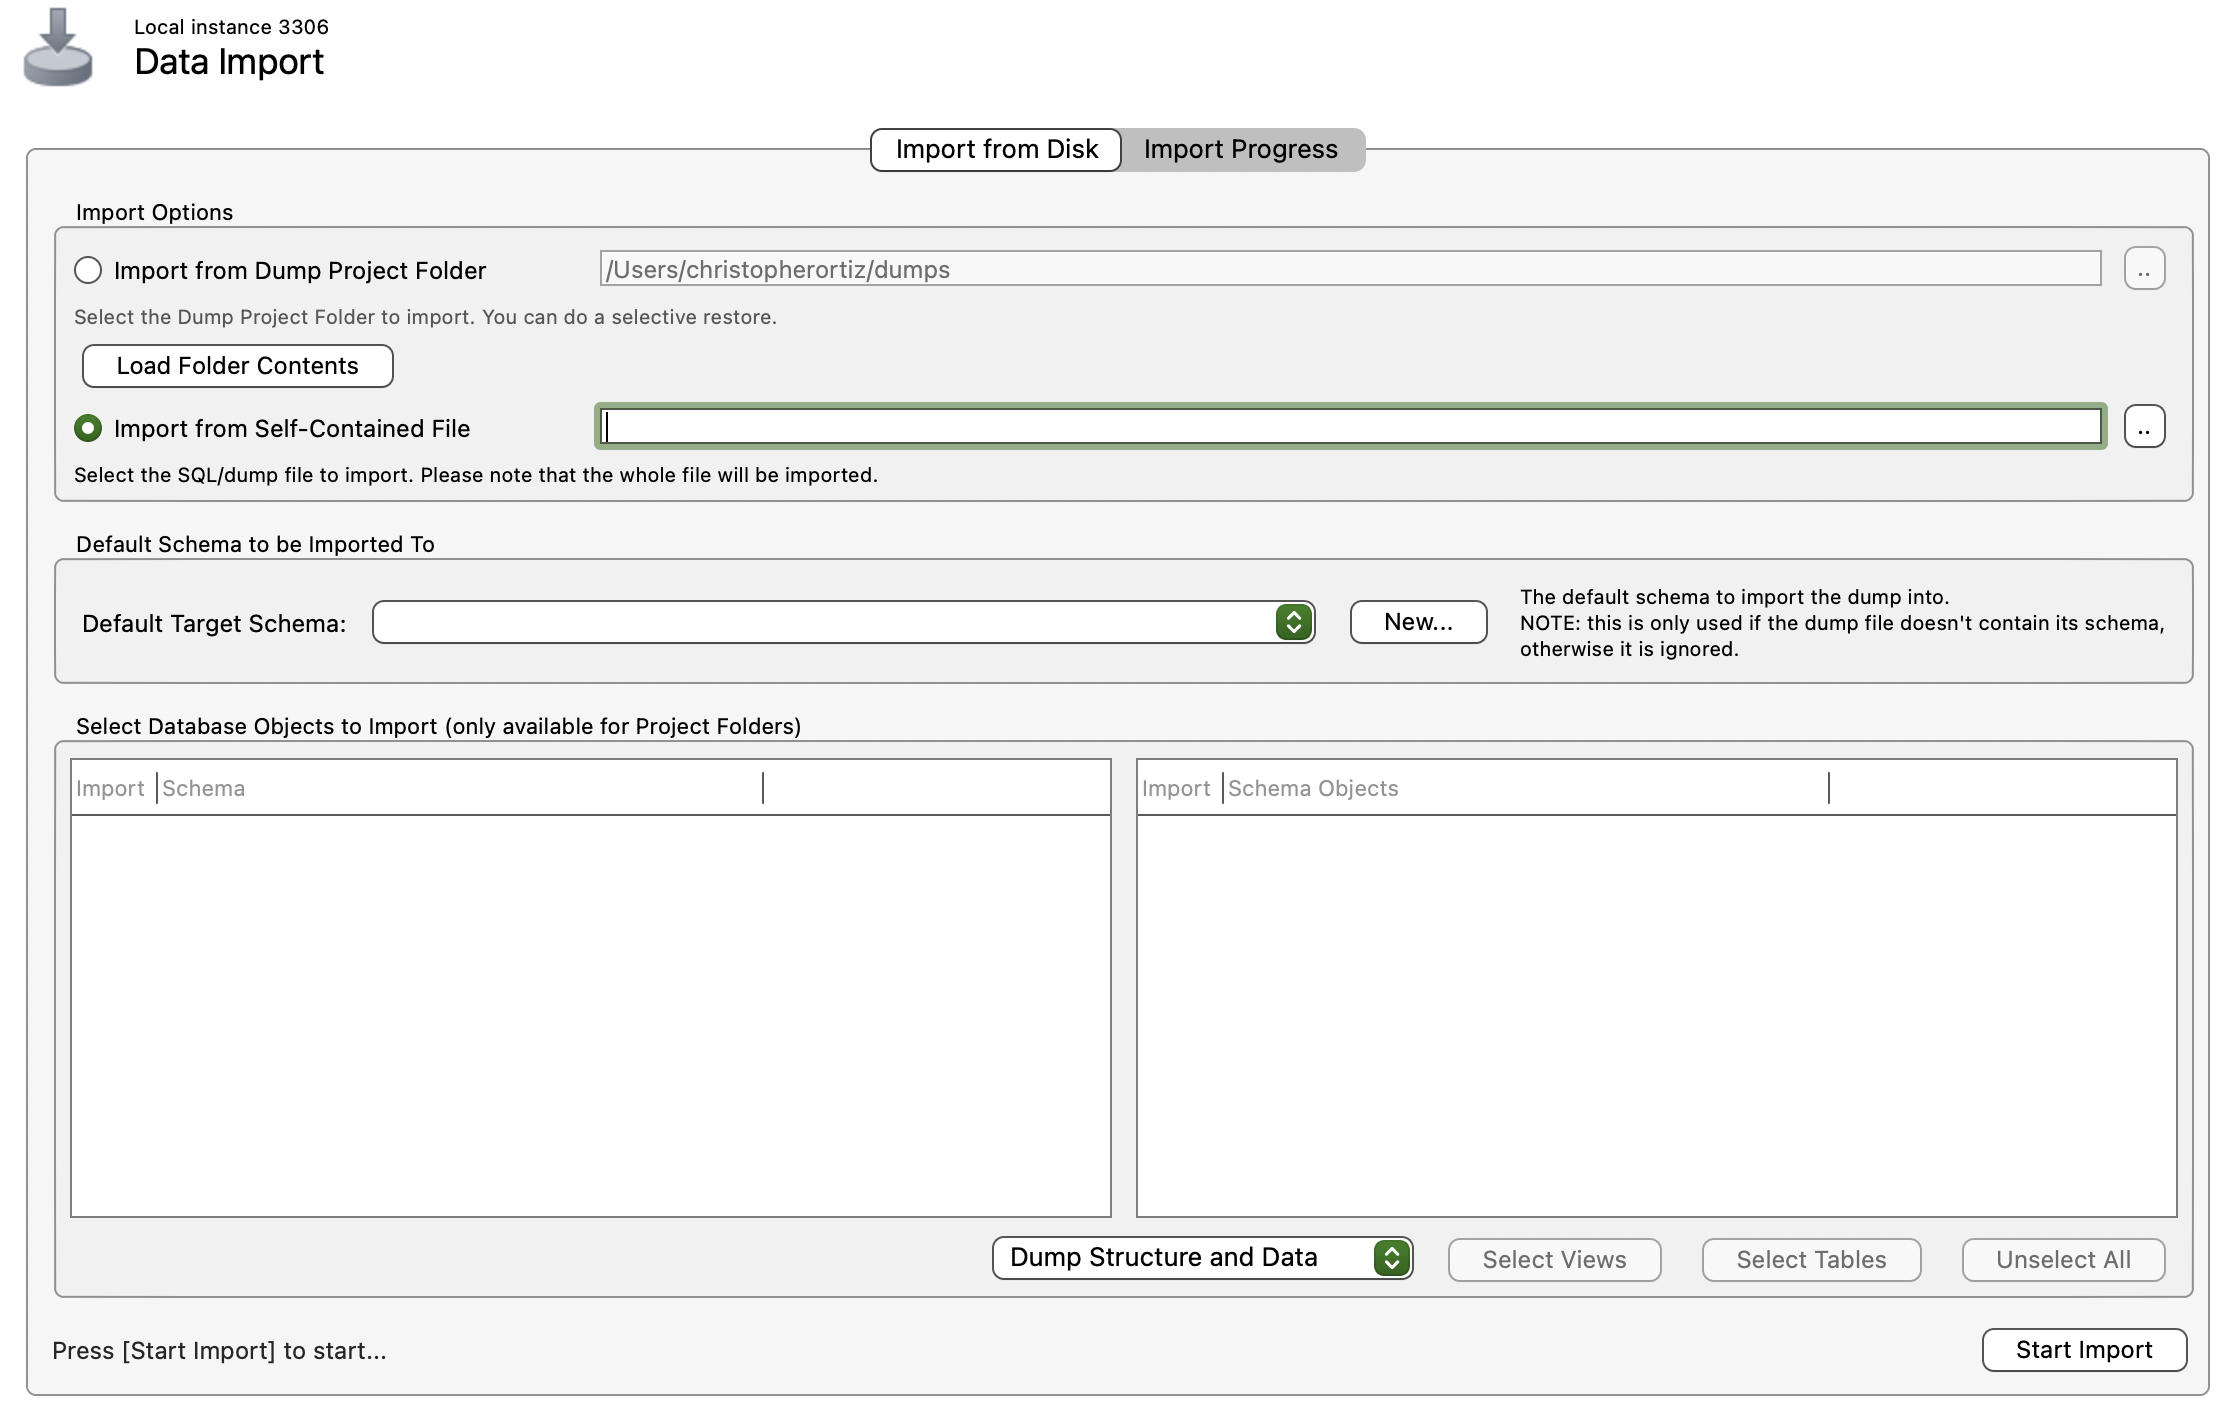 Local instance 3306
Data Import
Import from Disk
Import Progress
Import Options
Import from Dump Project Folder
/Users/christopherortiz/dumps
..
Select the Dump Project Folder to import. You can do a selective restore.
Load Folder Contents
Import from Self-Contained File
..
Select the SQL/dump file to import. Please note that the whole file will be imported.
Default Schema to be Imported To
Default Target Schema:
New...
The default schema to import the dump into.
NOTE: this is only used if the dump file doesn't contain its schema,
otherwise it is ignored.
Select Database Objects to Import (only available for Project Folders)
Import
Schema
Import
Schema Objects
Dump Structure and Data
Select Views
Select Tables
Unselect All
Press [Start Import] to start...
Start Import